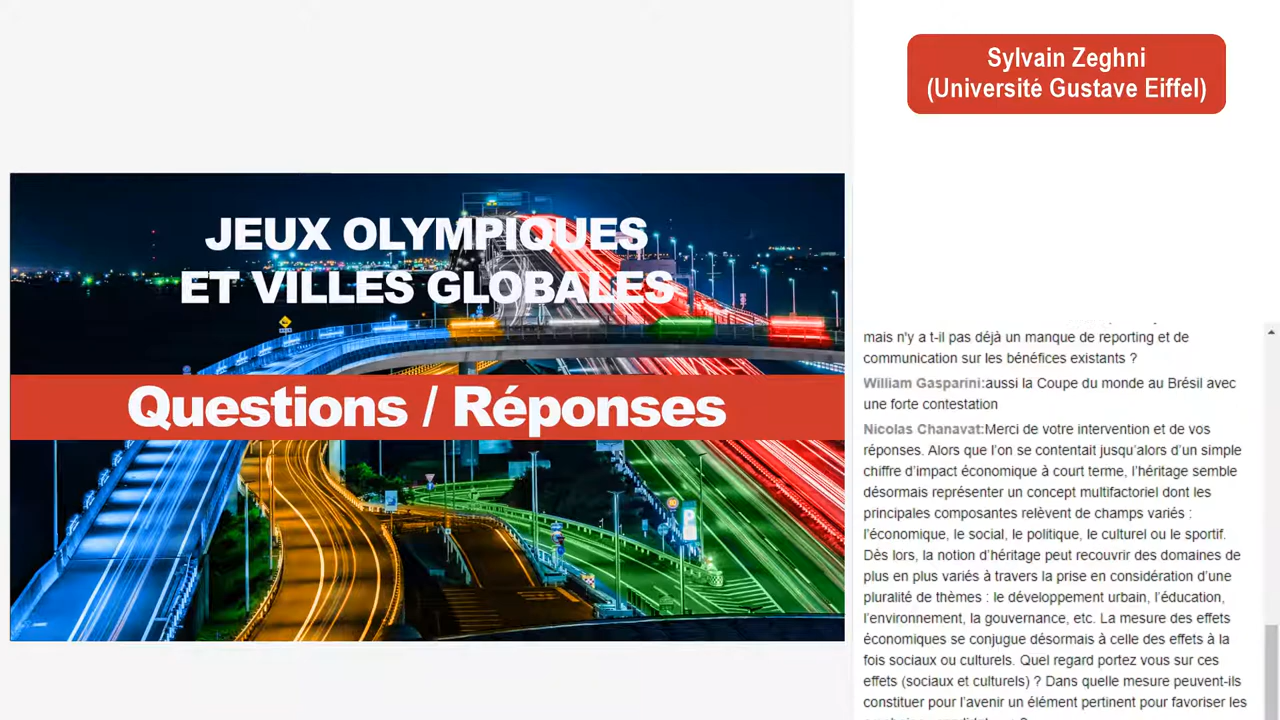 Sylvain Zeghni
(Université Gustave Eiffel)
JEUX OLYMPIQUES
ET VILLES GLOBALES
Questions / Réponses
mais n'y a t-il pas déjà un manque de reporting et de
communication sur les bénéfices existants ?
William Gasparini:aussi la Coupe du monde au Brésil avec
une forte contestation
Nicolas Chanavat:Merci de votre intervention et de vos
réponses. Alors que l’on se contentait jusqu’alors d’un simple
chiffre d’impact économique à court terme, l’héritage semble
désormais représenter un concept multifactoriel dont les
principales composantes relèvent de champs variés :
l’économique, le social, le politique, le culturel ou le sportif.
Dès lors, la notion d’héritage peut recouvrir des domaines de
plus en plus variés à travers la prise en considération d’une
pluralité de thèmes : le développement urbain, l’éducation,
l’environnement, la gouvernance, etc. La mesure des effets
économiques se conjugue désormais à celle des effets à la
fois sociaux ou culturels. Quel regard portez vous sur ces
effets (sociaux et culturels) ? Dans quelle mesure peuvent-ils
constituer pour l’avenir un élément pertinent pour favoriser les